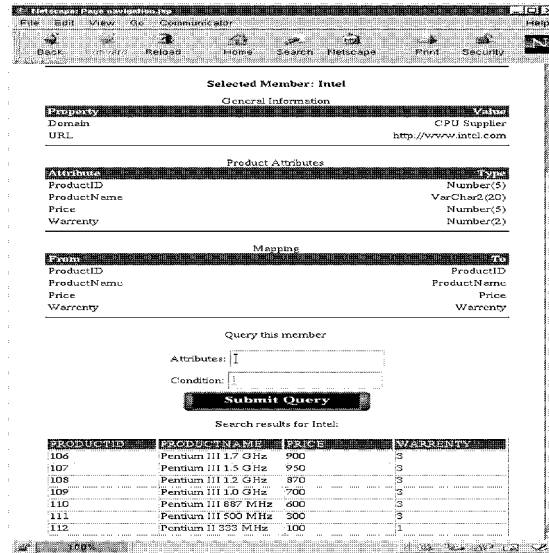 Netscape: Page navigation.jsp
File Edit View Go Communicator Help
Back Forward Reload Home Search Netscape Print Security N
Selected Member: Intel
General Information
Property Value
Domain CPU Supplier
URL http://www.intel.com
Product Attributes
Attribute Type
ProductID Number(5)
ProductName VarChar2(20)
Price Number(5)
Warrenty Number(2)
Mapping
From To
ProductID ProductID
ProductName ProductName
Price Price
Warrenty Warrenty
Query this member
Attributes:
Condition:
Submit Query
Search results for Intel:
PRODUCTID PRODUCTNAME PRICE WARRENTY
106 Pentium III 1.7 GHz 900 3
107 Pentium III 1.5 GHz 950 3
108 Pentium III 1.2 GHz 870 3
109 Pentium III 1.0 GHz 700 3
110 Pentium III 887 MHz 600 3
111 Pentium III 500 MHz 300 3
112 Pentium II 333 MHz 100 1
100%